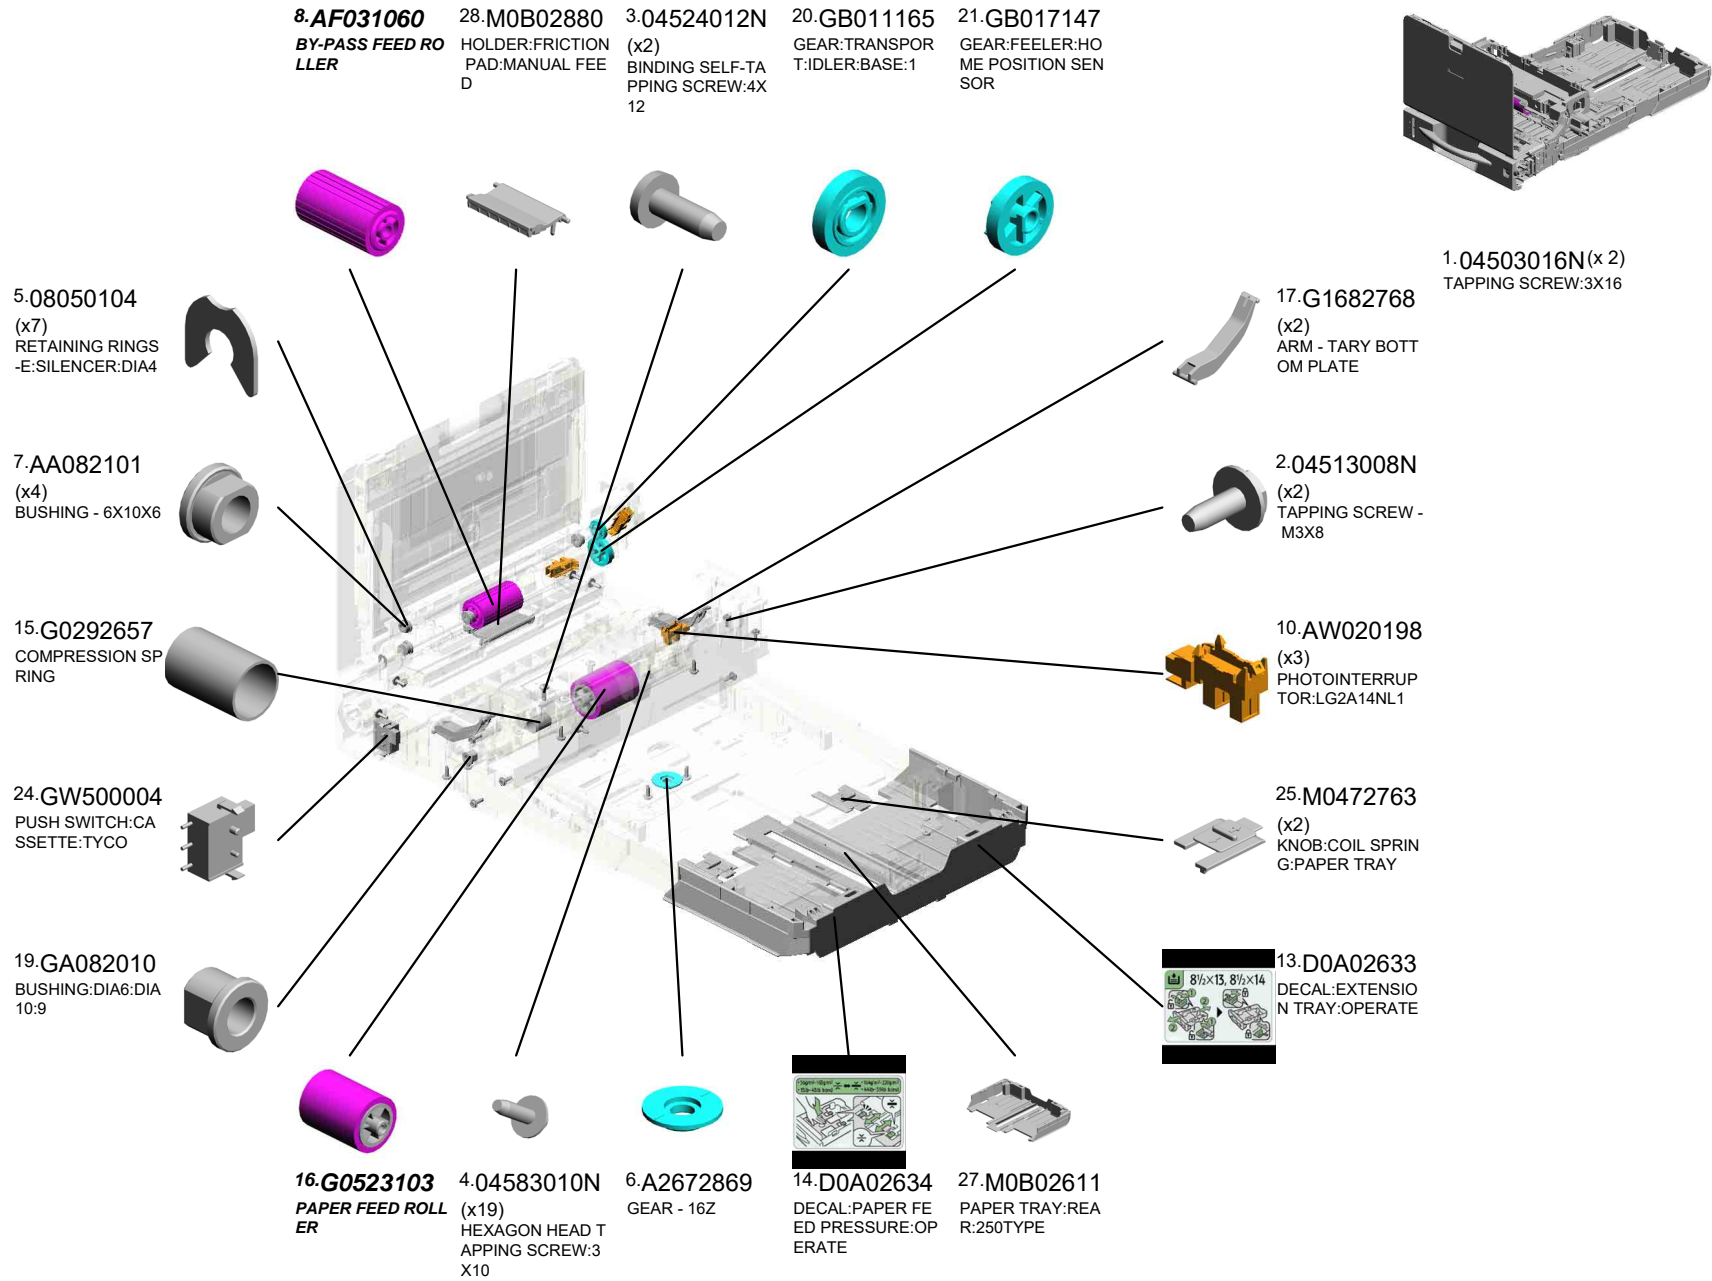 8.AF031060
BY-PASS FEED RO
LLER
28.M0B02880
HOLDER:FRICTION
PAD:MANUAL FEE
D
3.04524012N
(x2)
BINDING SELF-TA
PPING SCREW:4X
12
20.GB011165
GEAR:TRANSPOR
T:IDLER:BASE:1
21.GB017147
GEAR:FEELER:HO
ME POSITION SEN
SOR
1.04503016N(x 2)
TAPPING SCREW:3X16
5.08050104
(x7)
RETAINING RINGS
-E:SILENCER:DIA4
17.G1682768
(x2)
ARM - TARY BOTT
OM PLATE
7.AA082101
(x4)
BUSHING - 6X10X6
2.04513008N
(x2)
TAPPING SCREW -
M3X8
15.G0292657
COMPRESSION SP
RING
10.AW020198
(x3)
PHOTOINTERRUP
TOR:LG2A14NL1
24.GW500004
PUSH SWITCH:CA
SSETTE:TYCO
25.M0472763
(x2)
KNOB:COIL SPRIN
G:PAPER TRAY
19.GA082010
BUSHING:DIA6:DIA
10:9
8½×13, 8½×14
13.D0A02633
DECAL:EXTENSIO
N TRAY:OPERATE
16.G0523103
PAPER FEED ROLL
ER
4.04583010N
(x19)
HEXAGON HEAD T
APPING SCREW:3
X10
6.A2672869
GEAR - 16Z
14.D0A02634
DECAL:PAPER FE
ED PRESSURE:OP
ERATE
27.M0B02611
PAPER TRAY:REA
R:250TYPE